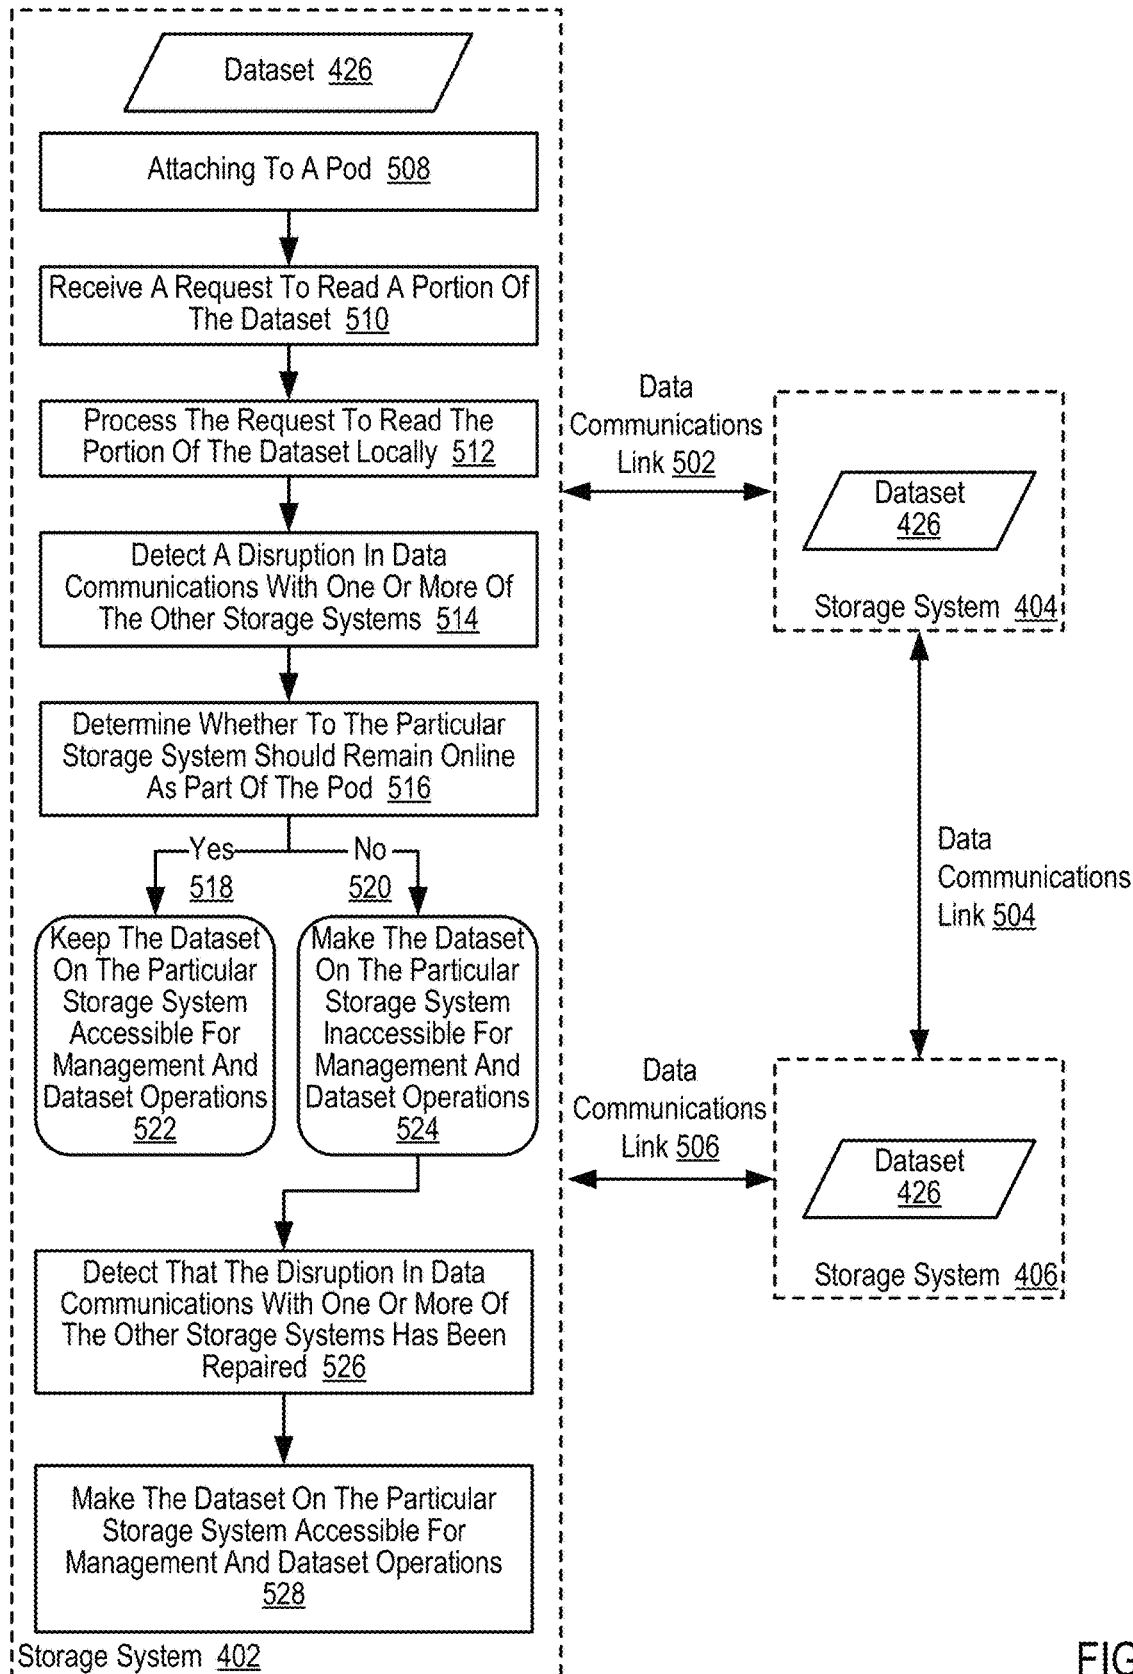 Dataset 426
Attaching To A Pod 508
Receive A Request To Read A Portion Of
The Dataset 510
Process The Request To Read The
Portion Of The Dataset Locally 512
Detect A Disruption In Data
Communications With One Or More Of
The Other Storage Systems 514
Determine Whether To The Particular
Storage System Should Remain Online
As Part Of The Pod 516
Yes
518
No
520
Keep The Dataset
On The Particular
Storage System
Accessible For
Management And
Dataset Operations
522
Make The Dataset
On The Particular
Storage System
Inaccessible For
Management And
Dataset Operations
524
Detect That The Disruption In Data
Communications With One Or More Of
The Other Storage Systems Has Been
Repaired 526
Make The Dataset On The Particular
Storage System Accessible For
Management And Dataset Operations
528
Storage System 402
Data
Communications
Link 502
Dataset
426
Storage System 404
Data
Communications
Link 504
Data
Communications
Link 506
Dataset
426
Storage System 406
FIG